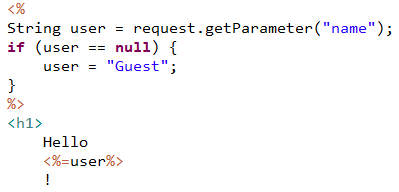 <%
String user = request.getParameter("name");
if (user == null) {
    user = "Guest";
}
%>
<h1>
    Hello
    <%=user%>
    !